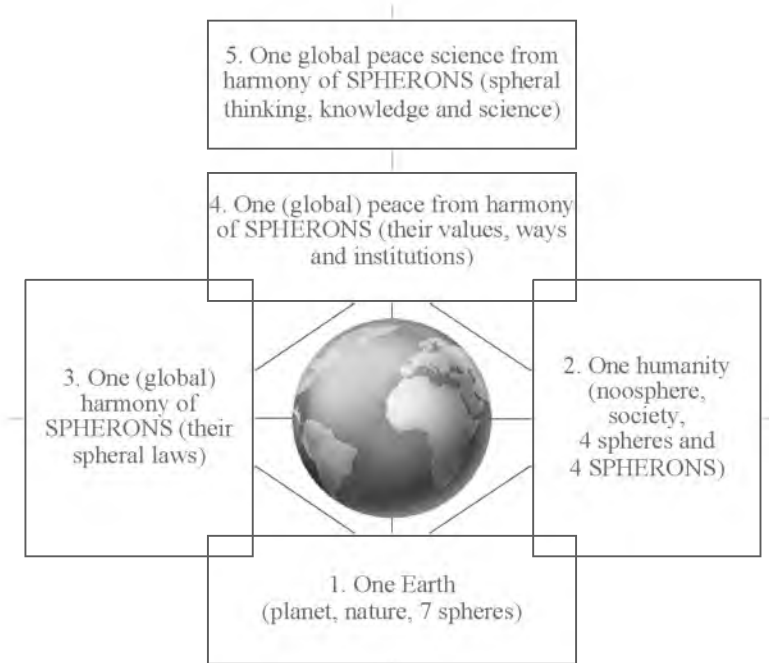 5. One global peace science from
harmony of SPHERONS (spheral
thinking, knowledge and science)
4. One (global) peace from harmony
of SPHERONS (their values, ways
and institutions)
3. One (global)
harmony of
SPHERONS (their
spheral laws)
2. One humanity
(noosphere,
society,
4 spheres and
4 SPHERONS)
1. One Earth
(planet, nature, 7 spheres)